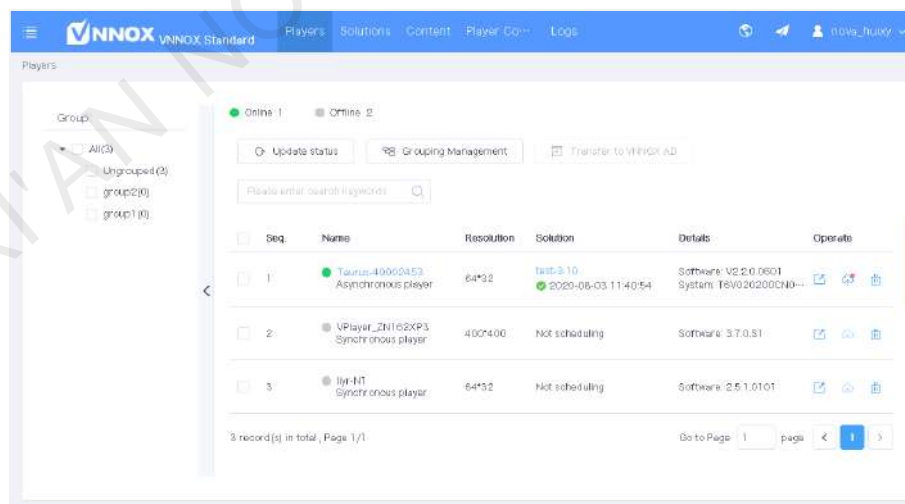 VNNOX VNNOX Standard Players Solutions Content Player Co··· Logs nova_huixy
Players
Group
All(3)
Ungrouped(3)
group2(0)
group1(0)
Online 1 Offline 2
Update status Grouping Management Transfer to VNNOX AD
Please enter search keywords
Seq. Name Resolution Solution Details Operate
1 Taurus-40002453 64*32 test-3-10 Software: V2.2.0.0601
Asynchronous player 2020-08-03 11:40:54 System: T6V020200CN0···
2 VPlayer_ZN162XP3 400*400 Not scheduling Software: 3.7.0.S1
Synchronous player
3 64*32 Not scheduling Software: 2.5.1.0101
Synchronous player
3 record(s) in total , Page 1/1 Go to Page 1 page < 1 >
XI'AN NO